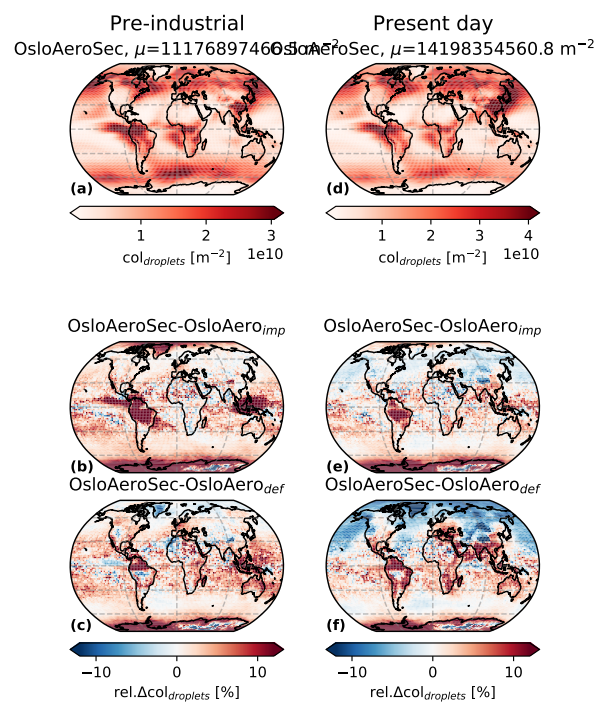 Pre-industrial
Present day
OsloAeroSec, m⁻²
OsloAeroSec, μ=14198354560.8 m⁻²
(a)
(d)
1 2 3
1e10
col_droplets [m⁻²]
1 2 3 4
1e10
col_droplets [m⁻²]
OsloAeroSec-OsloAero_imp
OsloAeroSec-OsloAero_imp
(b)
(e)
OsloAeroSec-OsloAero_def
OsloAeroSec-OsloAero_def
(c)
(f)
−10 0 10
−10 0 10
rel.Δcol_droplets [%]
rel.Δcol_droplets [%]